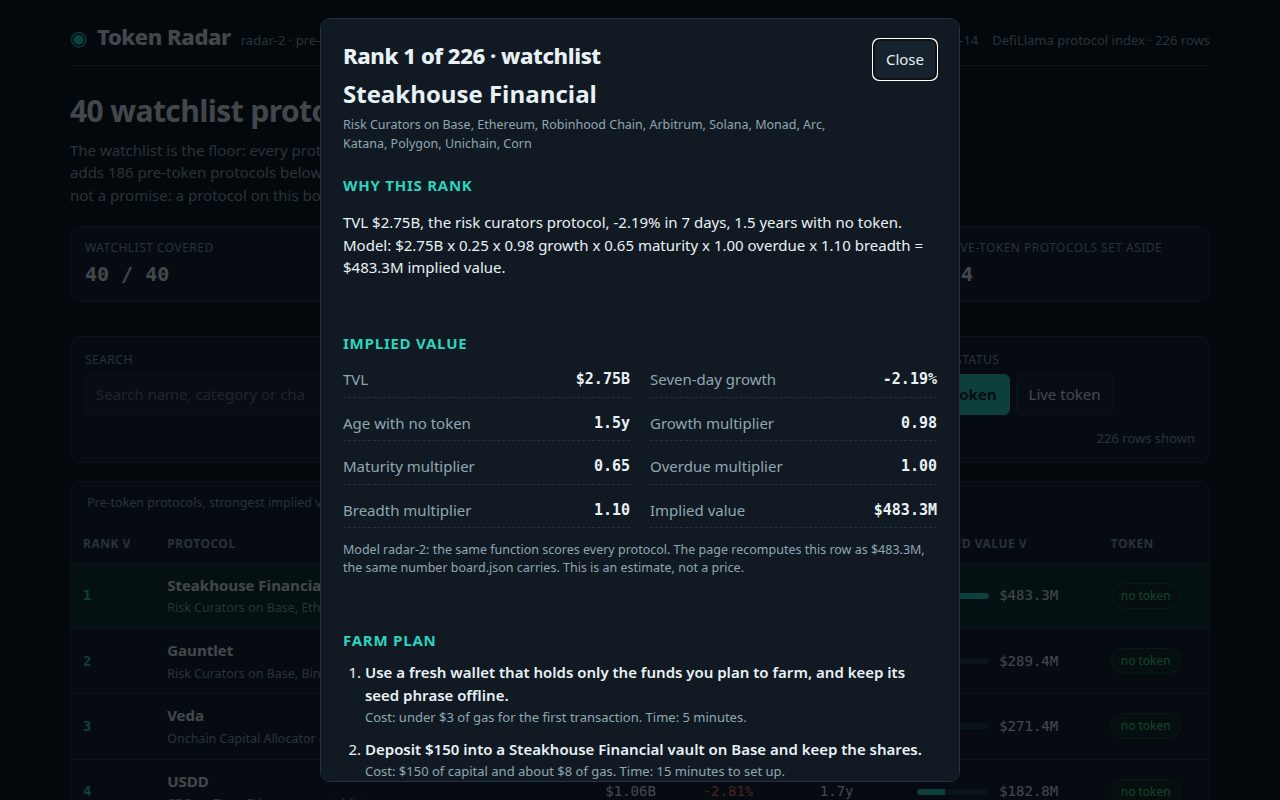 Token Radar
radar-2 · pre-
-14
DefiLlama protocol index · 226 rows
40 watchlist proto
The watchlist is the floor: every prot
adds 186 pre-token protocols below
not a promise: a protocol on this bo
WATCHLIST COVERED
40 / 40
VE-TOKEN PROTOCOLS SET ASIDE
4
SEARCH
Search name, category or cha
STATUS
oken
Live token
226 rows shown
Pre-token protocols, strongest implied v
RANK V
PROTOCOL
ED VALUE V
TOKEN
1
Steakhouse Financia
Risk Curators on Base, Eth
$483.3M
no token
2
Gauntlet
Risk Curators on Base, Bin
$289.4M
no token
3
Veda
Onchain Capital Allocator
$271.4M
no token
4
USDD
$1.06B
-2.81%
1.7y
$182.8M
no token
Rank 1 of 226 · watchlist
Close
Steakhouse Financial
Risk Curators on Base, Ethereum, Robinhood Chain, Arbitrum, Solana, Monad, Arc,
Katana, Polygon, Unichain, Corn
WHY THIS RANK
TVL $2.75B, the risk curators protocol, -2.19% in 7 days, 1.5 years with no token.
Model: $2.75B x 0.25 x 0.98 growth x 0.65 maturity x 1.00 overdue x 1.10 breadth =
$483.3M implied value.
IMPLIED VALUE
TVL $2.75B
Seven-day growth -2.19%
Age with no token 1.5y
Growth multiplier 0.98
Maturity multiplier 0.65
Overdue multiplier 1.00
Breadth multiplier 1.10
Implied value $483.3M
Model radar-2: the same function scores every protocol. The page recomputes this row as $483.3M,
the same number board.json carries. This is an estimate, not a price.
FARM PLAN
1. Use a fresh wallet that holds only the funds you plan to farm, and keep its
seed phrase offline.
Cost: under $3 of gas for the first transaction. Time: 5 minutes.
2. Deposit $150 into a Steakhouse Financial vault on Base and keep the shares.
Cost: $150 of capital and about $8 of gas. Time: 15 minutes to set up.